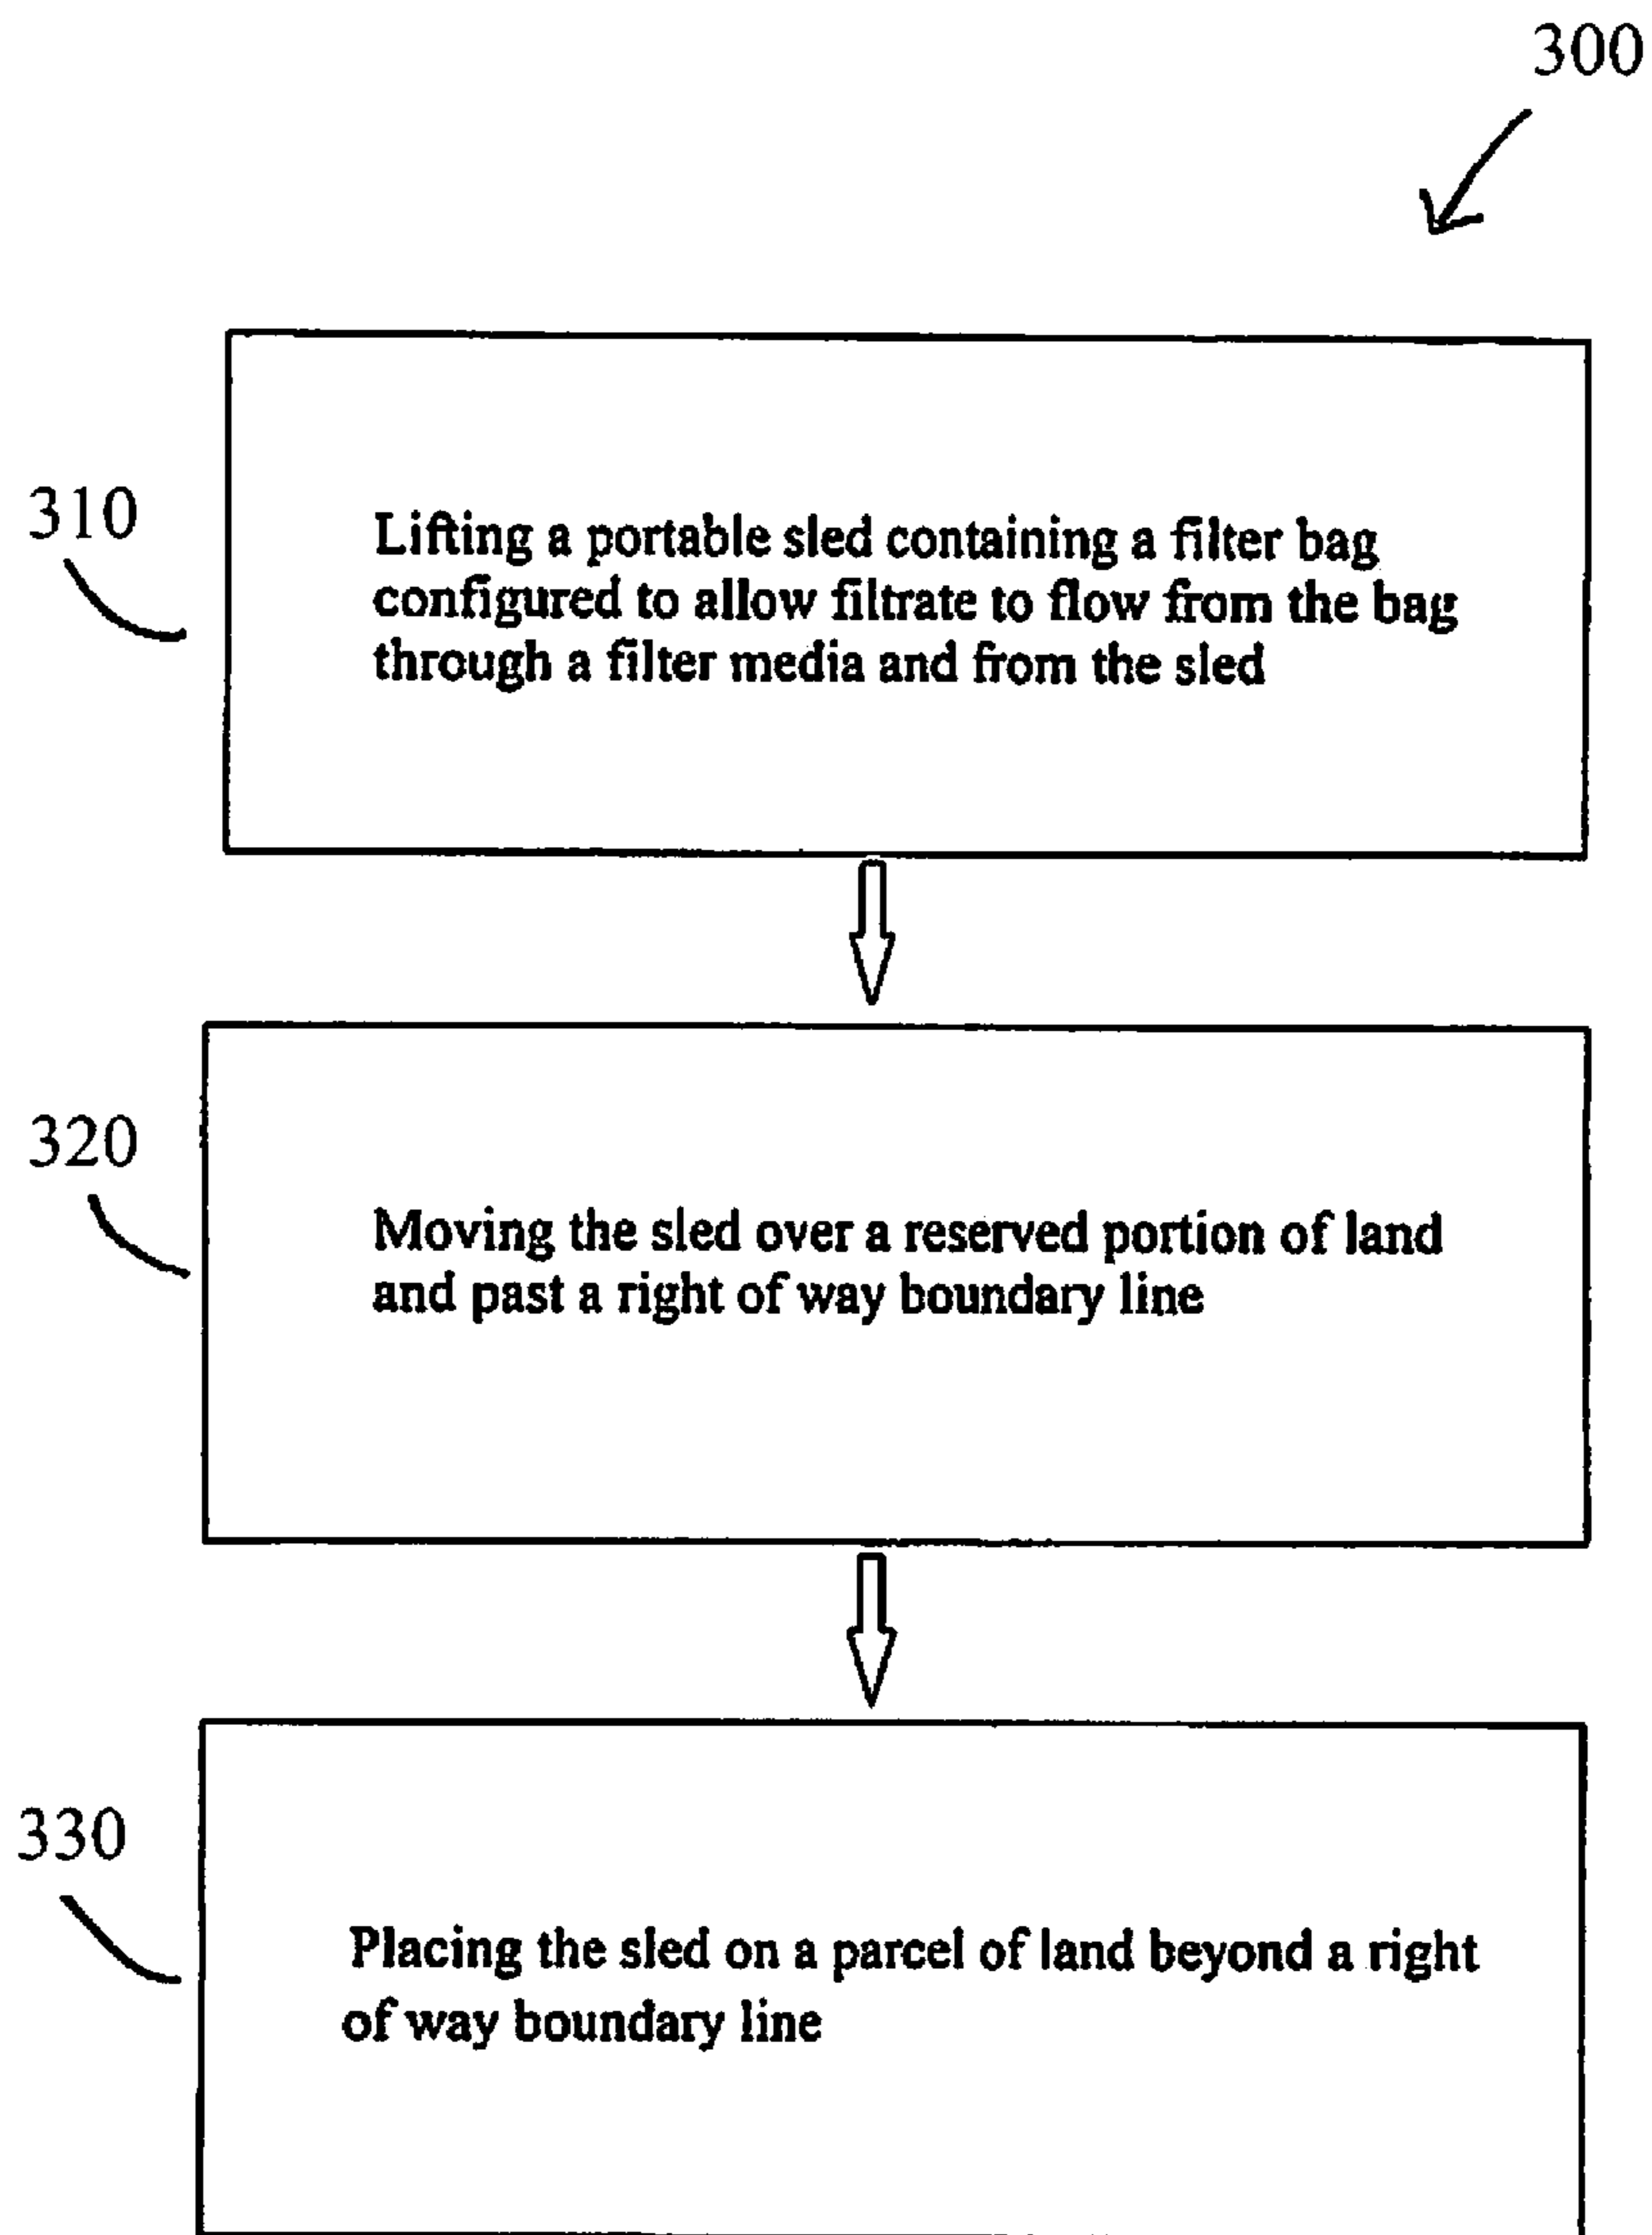 300
310
Lifting a portable sled containing a filter bag
configured to allow filtrate to flow from the bag
through a filter media and from the sled
320
Moving the sled over a reserved portion of land
and past a right of way boundary line
330
Placing the sled on a parcel of land beyond a right
of way boundary line